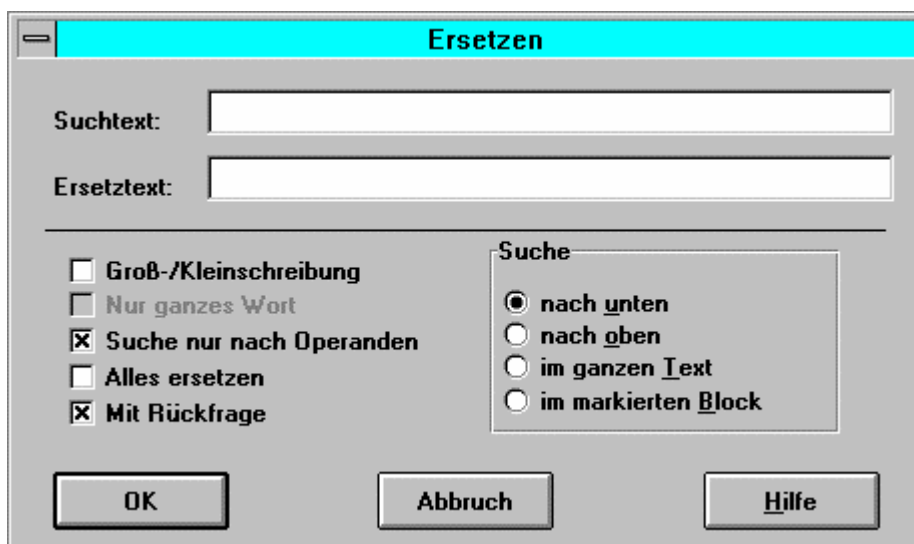 Ersetzen
Suchtext:
Ersetztext:
Groß-/Kleinschreibung
Nur ganzes Wort
Suche nur nach Operanden
Alles ersetzen
Mit Rückfrage
Suche
nach unten
nach oben
im ganzen Text
im markierten Block
OK
Abbruch
Hilfe